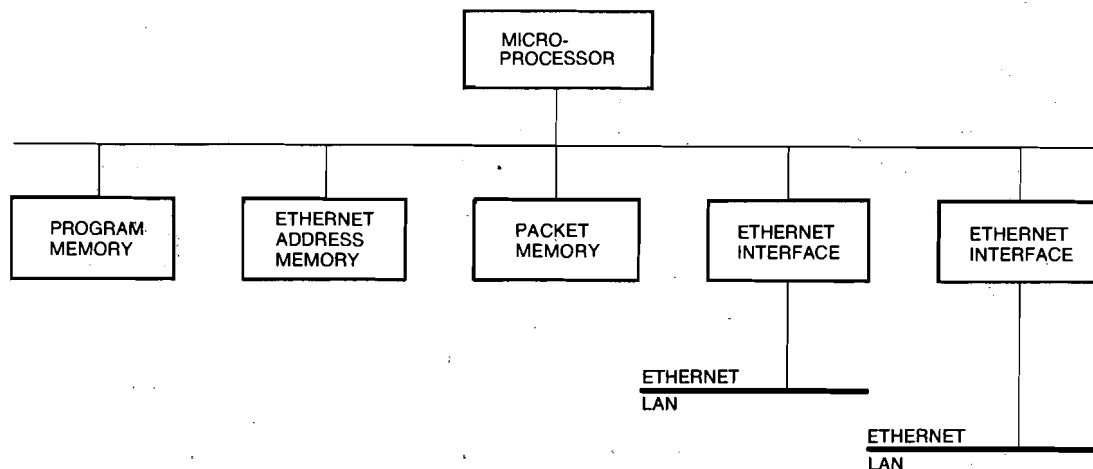 MICRO-
PROCESSOR
PROGRAM
MEMORY
ETHERNET
ADDRESS
MEMORY
PACKET
MEMORY
ETHERNET
INTERFACE
ETHERNET
INTERFACE
ETHERNET
LAN
ETHERNET
LAN